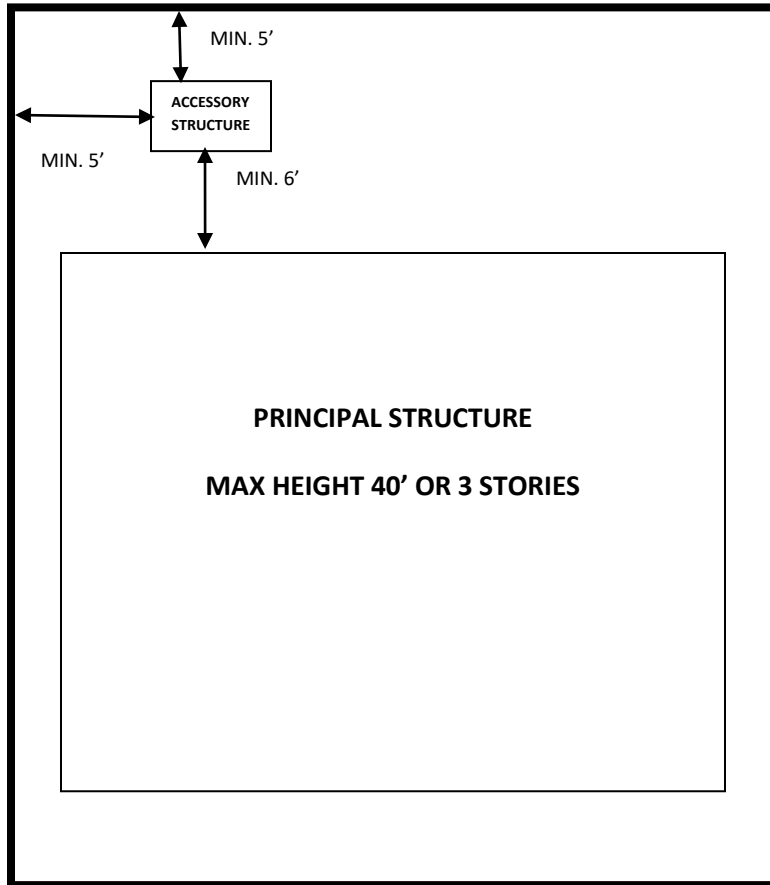 MIN. 5’
ACCESSORY
STRUCTURE
MIN. 5’
MIN. 6’
PRINCIPAL STRUCTURE
MAX HEIGHT 40’ OR 3 STORIES